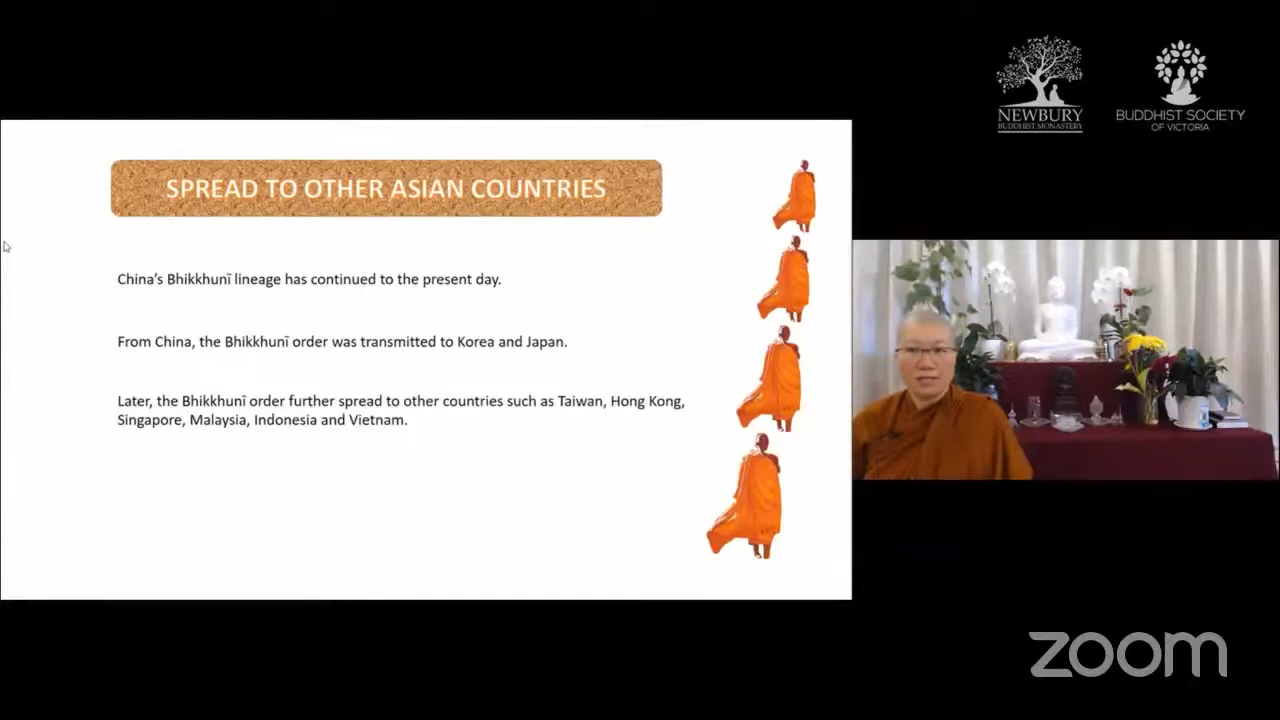 NEWBURY
BUDDHIST MONASTERY
BUDDHIST SOCIETY
OF VICTORIA
SPREAD TO OTHER ASIAN COUNTRIES
China's Bhikkhunī lineage has continued to the present day.
From China, the Bhikkhunī order was transmitted to Korea and Japan.
Later, the Bhikkhunī order further spread to other countries such as Taiwan, Hong Kong,
Singapore, Malaysia, Indonesia and Vietnam.
zoom